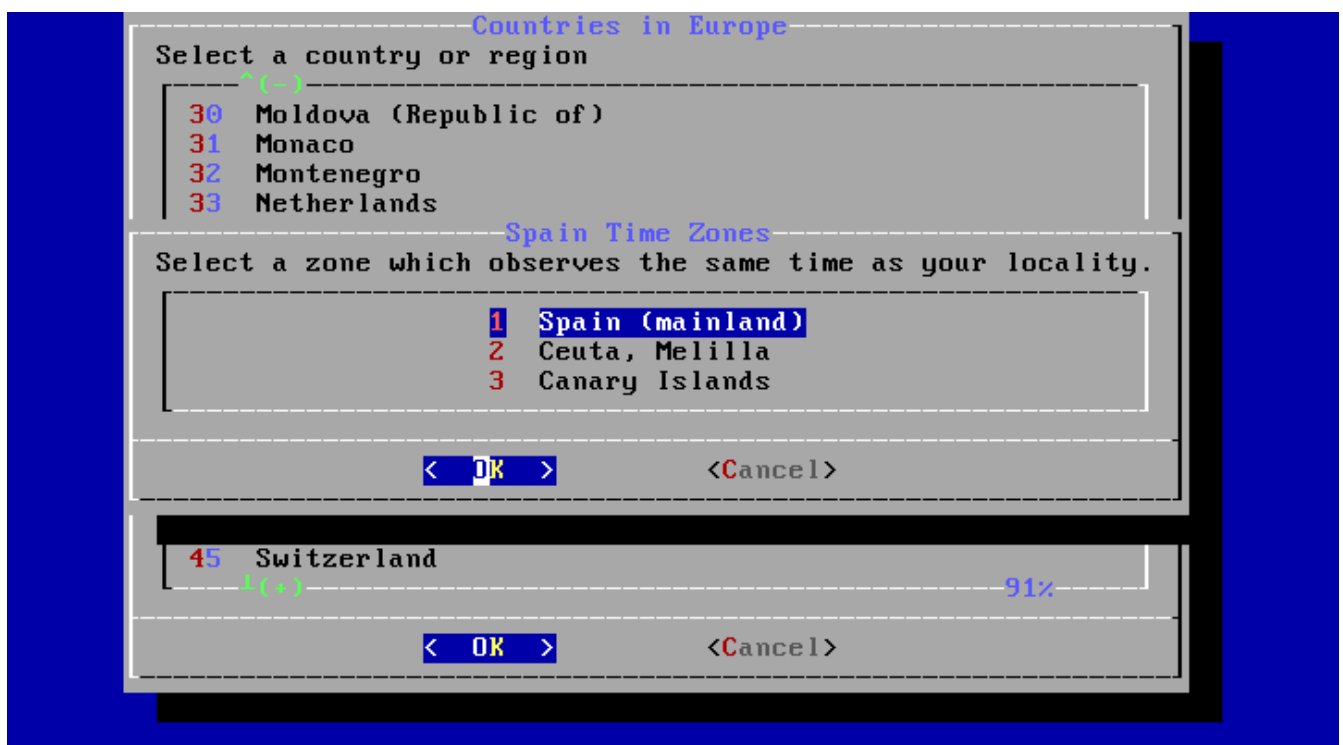 Countries in Europe
Select a country or region
^(-)
30 Moldova (Republic of)
31 Monaco
32 Montenegro
33 Netherlands
Spain Time Zones
Select a zone which observes the same time as your locality.
1 Spain (mainland)
2 Ceuta, Melilla
3 Canary Islands
< OK > <Cancel>
45 Switzerland
┴(+) 91%
< OK > <Cancel>